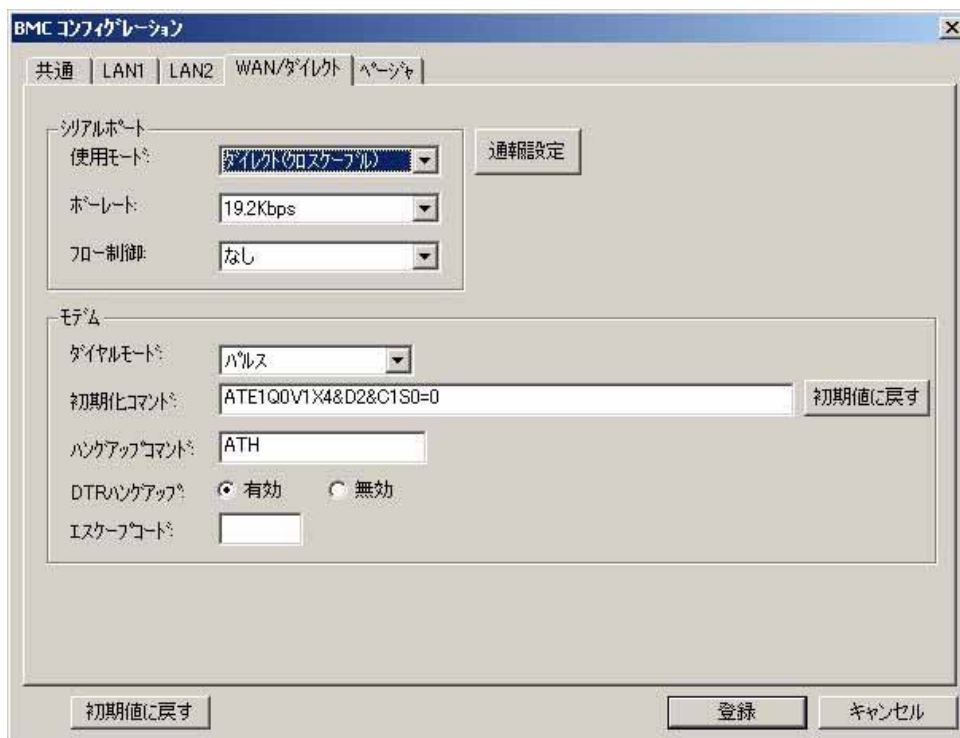 BMC ｺﾝﾌｨｸﾞﾚｰｼｮﾝ
共通 LAN1 LAN2 WAN/ﾀﾞｲﾚｸﾄ ﾍﾟｰｼﾞｬ
ｼﾘｱﾙﾎﾟｰﾄ
使用ﾓｰﾄﾞ: ﾀﾞｲﾚｸﾄ(ｸﾛｽｹｰﾌﾞﾙ) 通報設定
ﾎﾞｰﾚｰﾄ: 19.2Kbps
ﾌﾛｰ制御: なし
ﾓﾃﾞﾑ
ﾀﾞｲﾔﾙﾓｰﾄﾞ: ﾊﾟﾙｽ
初期化ｺﾏﾝﾄﾞ: ATE1Q0V1X4&D2&C1S0=0 初期値に戻す
ﾊﾝｸﾞｱｯﾌﾟｺﾏﾝﾄﾞ: ATH
DTRﾊﾝｸﾞｱｯﾌﾟ: 有効 無効
ｴｽｹｰﾌﾟｺｰﾄﾞ:
初期値に戻す 登録 キャンセル